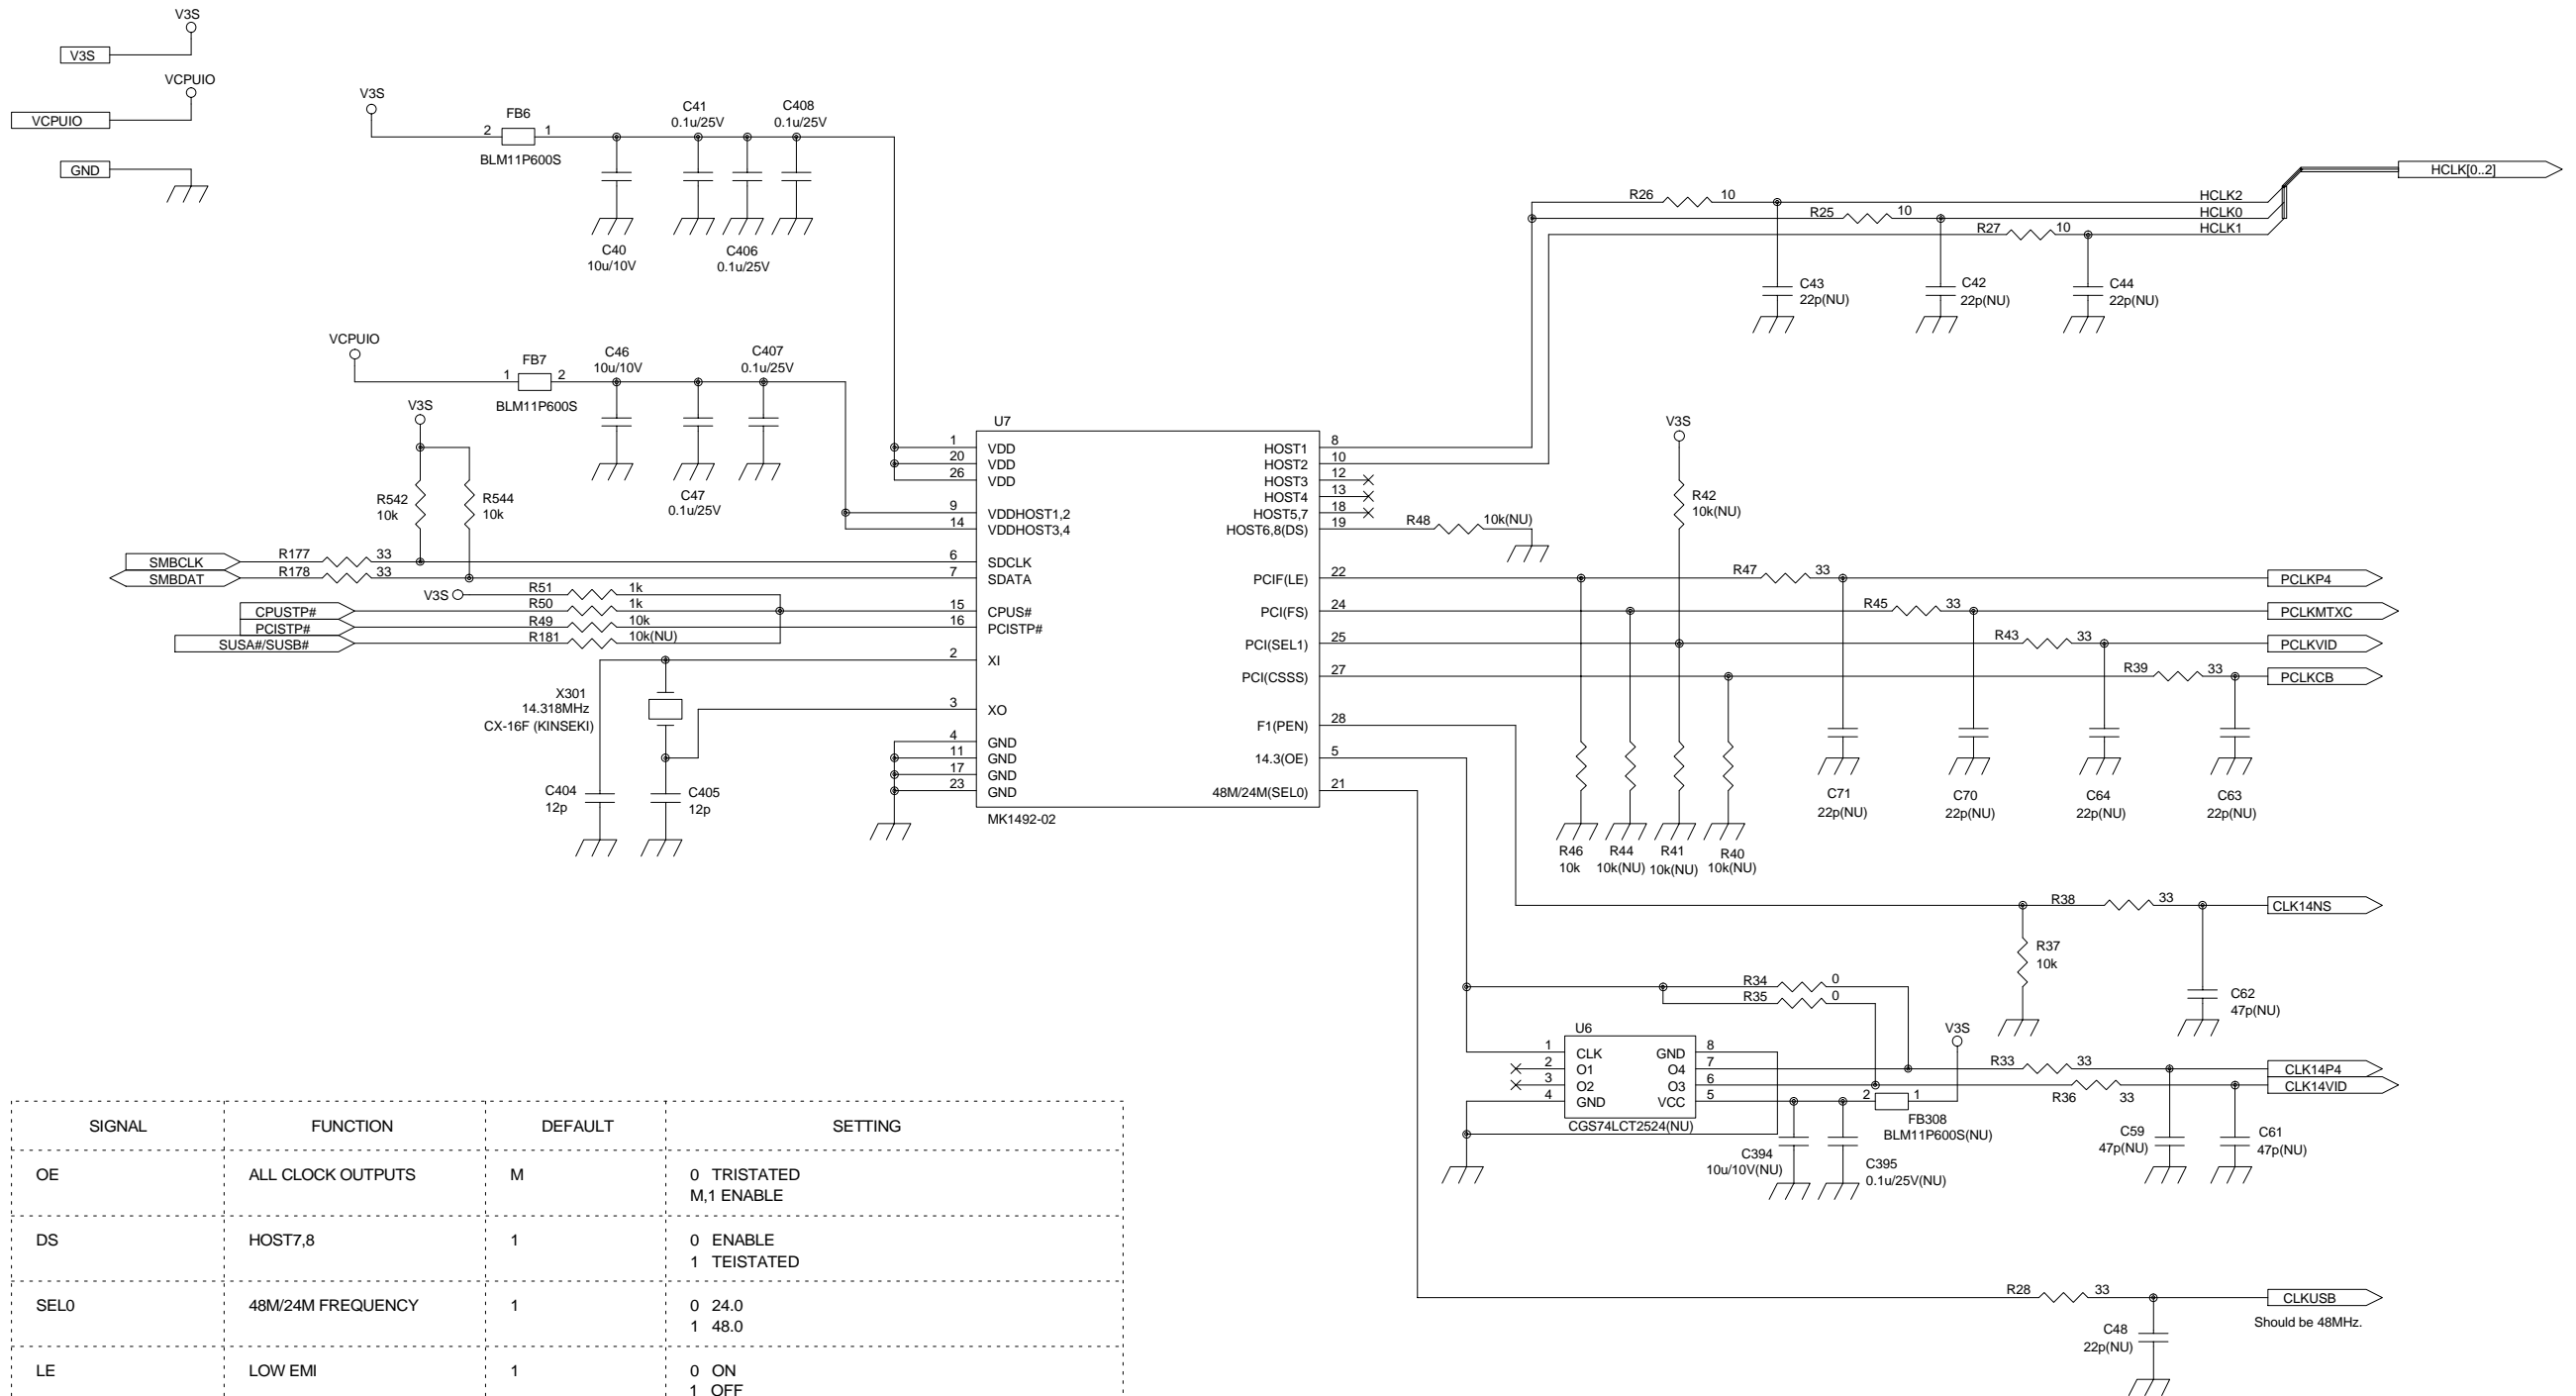 V3S
V3S
VCPUIO
VCPUIO
GND
V3S
FB6
2 1
BLM11P600S
C41
0.1u/25V
C408
0.1u/25V
C40
10u/10V
C406
0.1u/25V
VCPUIO
FB7
1 2
BLM11P600S
C46
10u/10V
C407
0.1u/25V
C47
0.1u/25V
V3S
R542
10k
R544
10k
SMBCLK
R177 33
SMBDAT
R178 33
V3S
R51 1k
CPUSTP#
R50 1k
PCISTP#
R49 10k
SUSA#/SUSB#
R181 10k(NU)
X301
14.318MHz
CX-16F (KINSEKI)
C404
12p
C405
12p
U7
1 VDD
20 VDD
26 VDD
9 VDDHOST1,2
14 VDDHOST3,4
6 SDCLK
7 SDATA
15 CPUS#
16 PCISTP#
2 XI
3 XO
4 GND
11 GND
17 GND
23 GND
HOST1 8
HOST2 10
HOST3 12
HOST4 13
HOST5,7 18
HOST6,8(DS) 19
PCIF(LE) 22
PCI(FS) 24
PCI(SEL1) 25
PCI(CSSS) 27
F1(PEN) 28
14.3(OE) 5
48M/24M(SEL0) 21
MK1492-02
R26 10
HCLK2
R25 10
HCLK0
R27 10
HCLK1
HCLK[0..2]
C43
22p(NU)
C42
22p(NU)
C44
22p(NU)
V3S
R42
10k(NU)
R48 10k(NU)
R47 33
PCLKP4
R45 33
PCLKMTXC
R43 33
PCLKVID
R39 33
PCLKCB
C71
22p(NU)
C70
22p(NU)
C64
22p(NU)
C63
22p(NU)
R46
10k
R44
10k(NU)
R41
10k(NU)
R40
10k(NU)
R38 33
CLK14NS
R37
10k
C62
47p(NU)
R34 0
R35 0
U6
1 CLK
2 O1
3 O2
4 GND
GND 8
O4 7
O3 6
VCC 5
CGS74LCT2524(NU)
V3S
2 1
FB308
BLM11P600S(NU)
R33 33
CLK14P4
R36 33
CLK14VID
C394
10u/10V(NU)
C395
0.1u/25V(NU)
C59
47p(NU)
C61
47p(NU)
R28 33
CLKUSB
Should be 48MHz.
C48
22p(NU)
SIGNAL FUNCTION DEFAULT SETTING
OE ALL CLOCK OUTPUTS M 0 TRISTATED
M,1 ENABLE
DS HOST7,8 1 0 ENABLE
1 TEISTATED
SEL0 48M/24M FREQUENCY 1 0 24.0
1 48.0
LE LOW EMI 1 0 ON
1 OFF